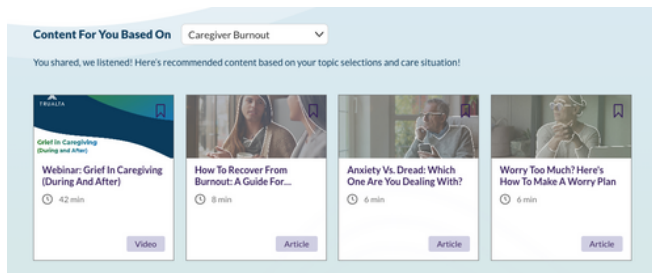 Content For You Based On
Caregiver Burnout
You shared, we listened! Here's recommended content based on your topic selections and care situation!
TRUALTA
Grief in Caregiving
(During and After)
Webinar: Grief In Caregiving
(During And After)
42 min
Video
How To Recover From
Burnout: A Guide For...
8 min
Article
Anxiety Vs. Dread: Which
One Are You Dealing With?
6 min
Article
Worry Too Much? Here's
How To Make A Worry Plan
6 min
Article